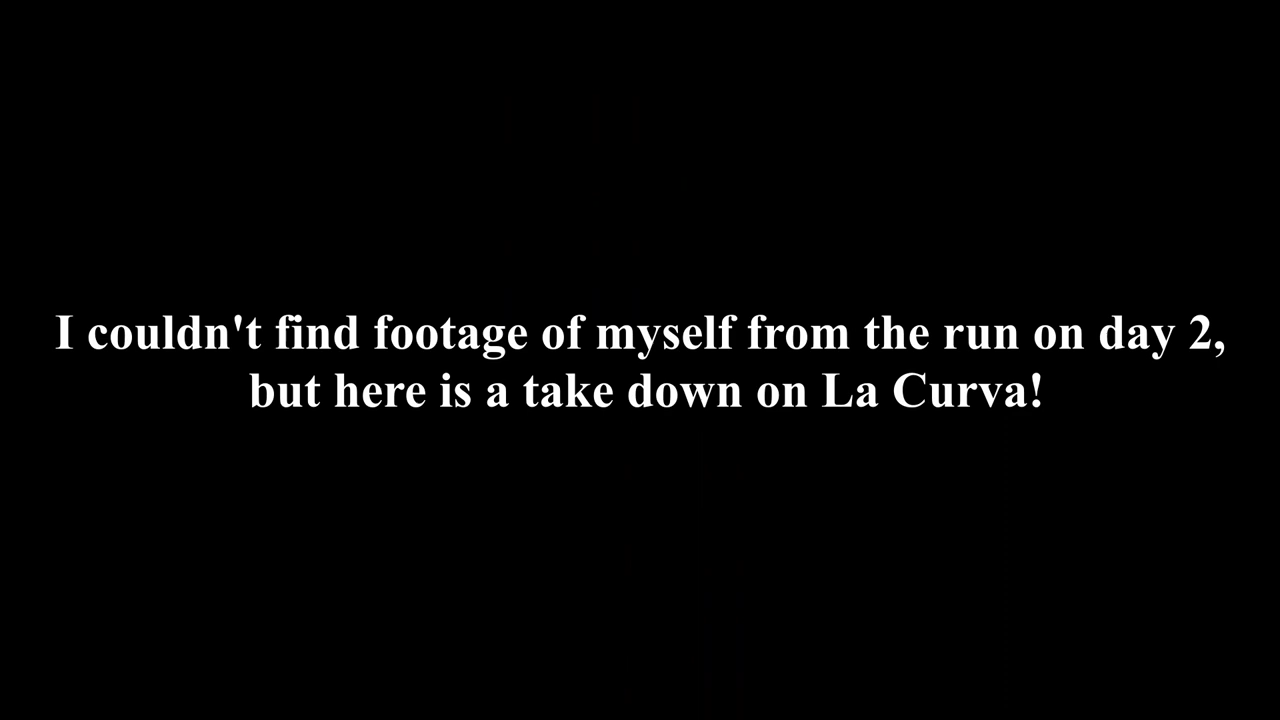 I couldn't find footage of myself from the run on day 2,
but here is a take down on La Curva!